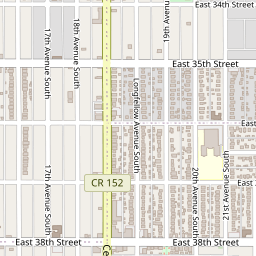 East 34th Street
17th Avenue South
18th Avenue South
19th Avenue
East 35th Street
Longfellow Avenue South
17th Avenue South
CR 152
20th Avenue South
21st Avenue South
East
East 38th Street
East 38th Street
Ce